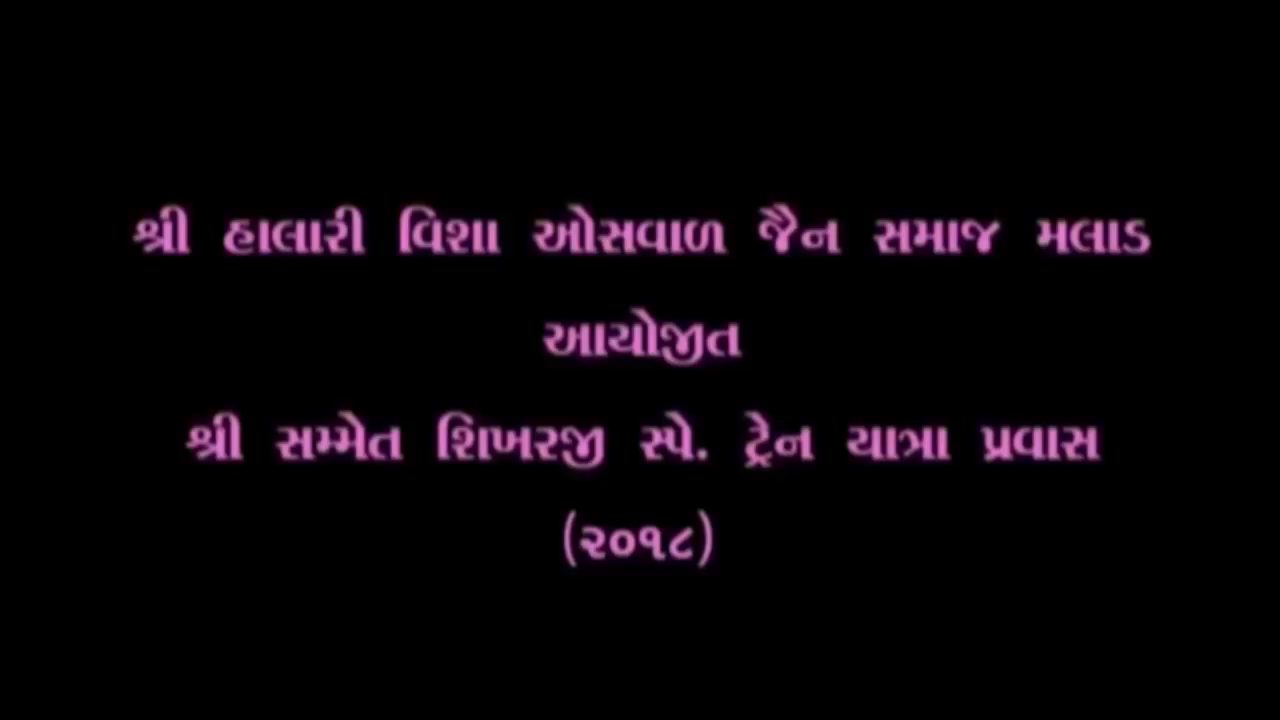 શ્રી હાલારી વિશા ઓસવાળ જૈન સમાજ મલાડ
આયોજીત
શ્રી સમ્મેત શિખરજી સ્પે. ટ્રેન યાત્રા પ્રવાસ
(૨૦૧૮)